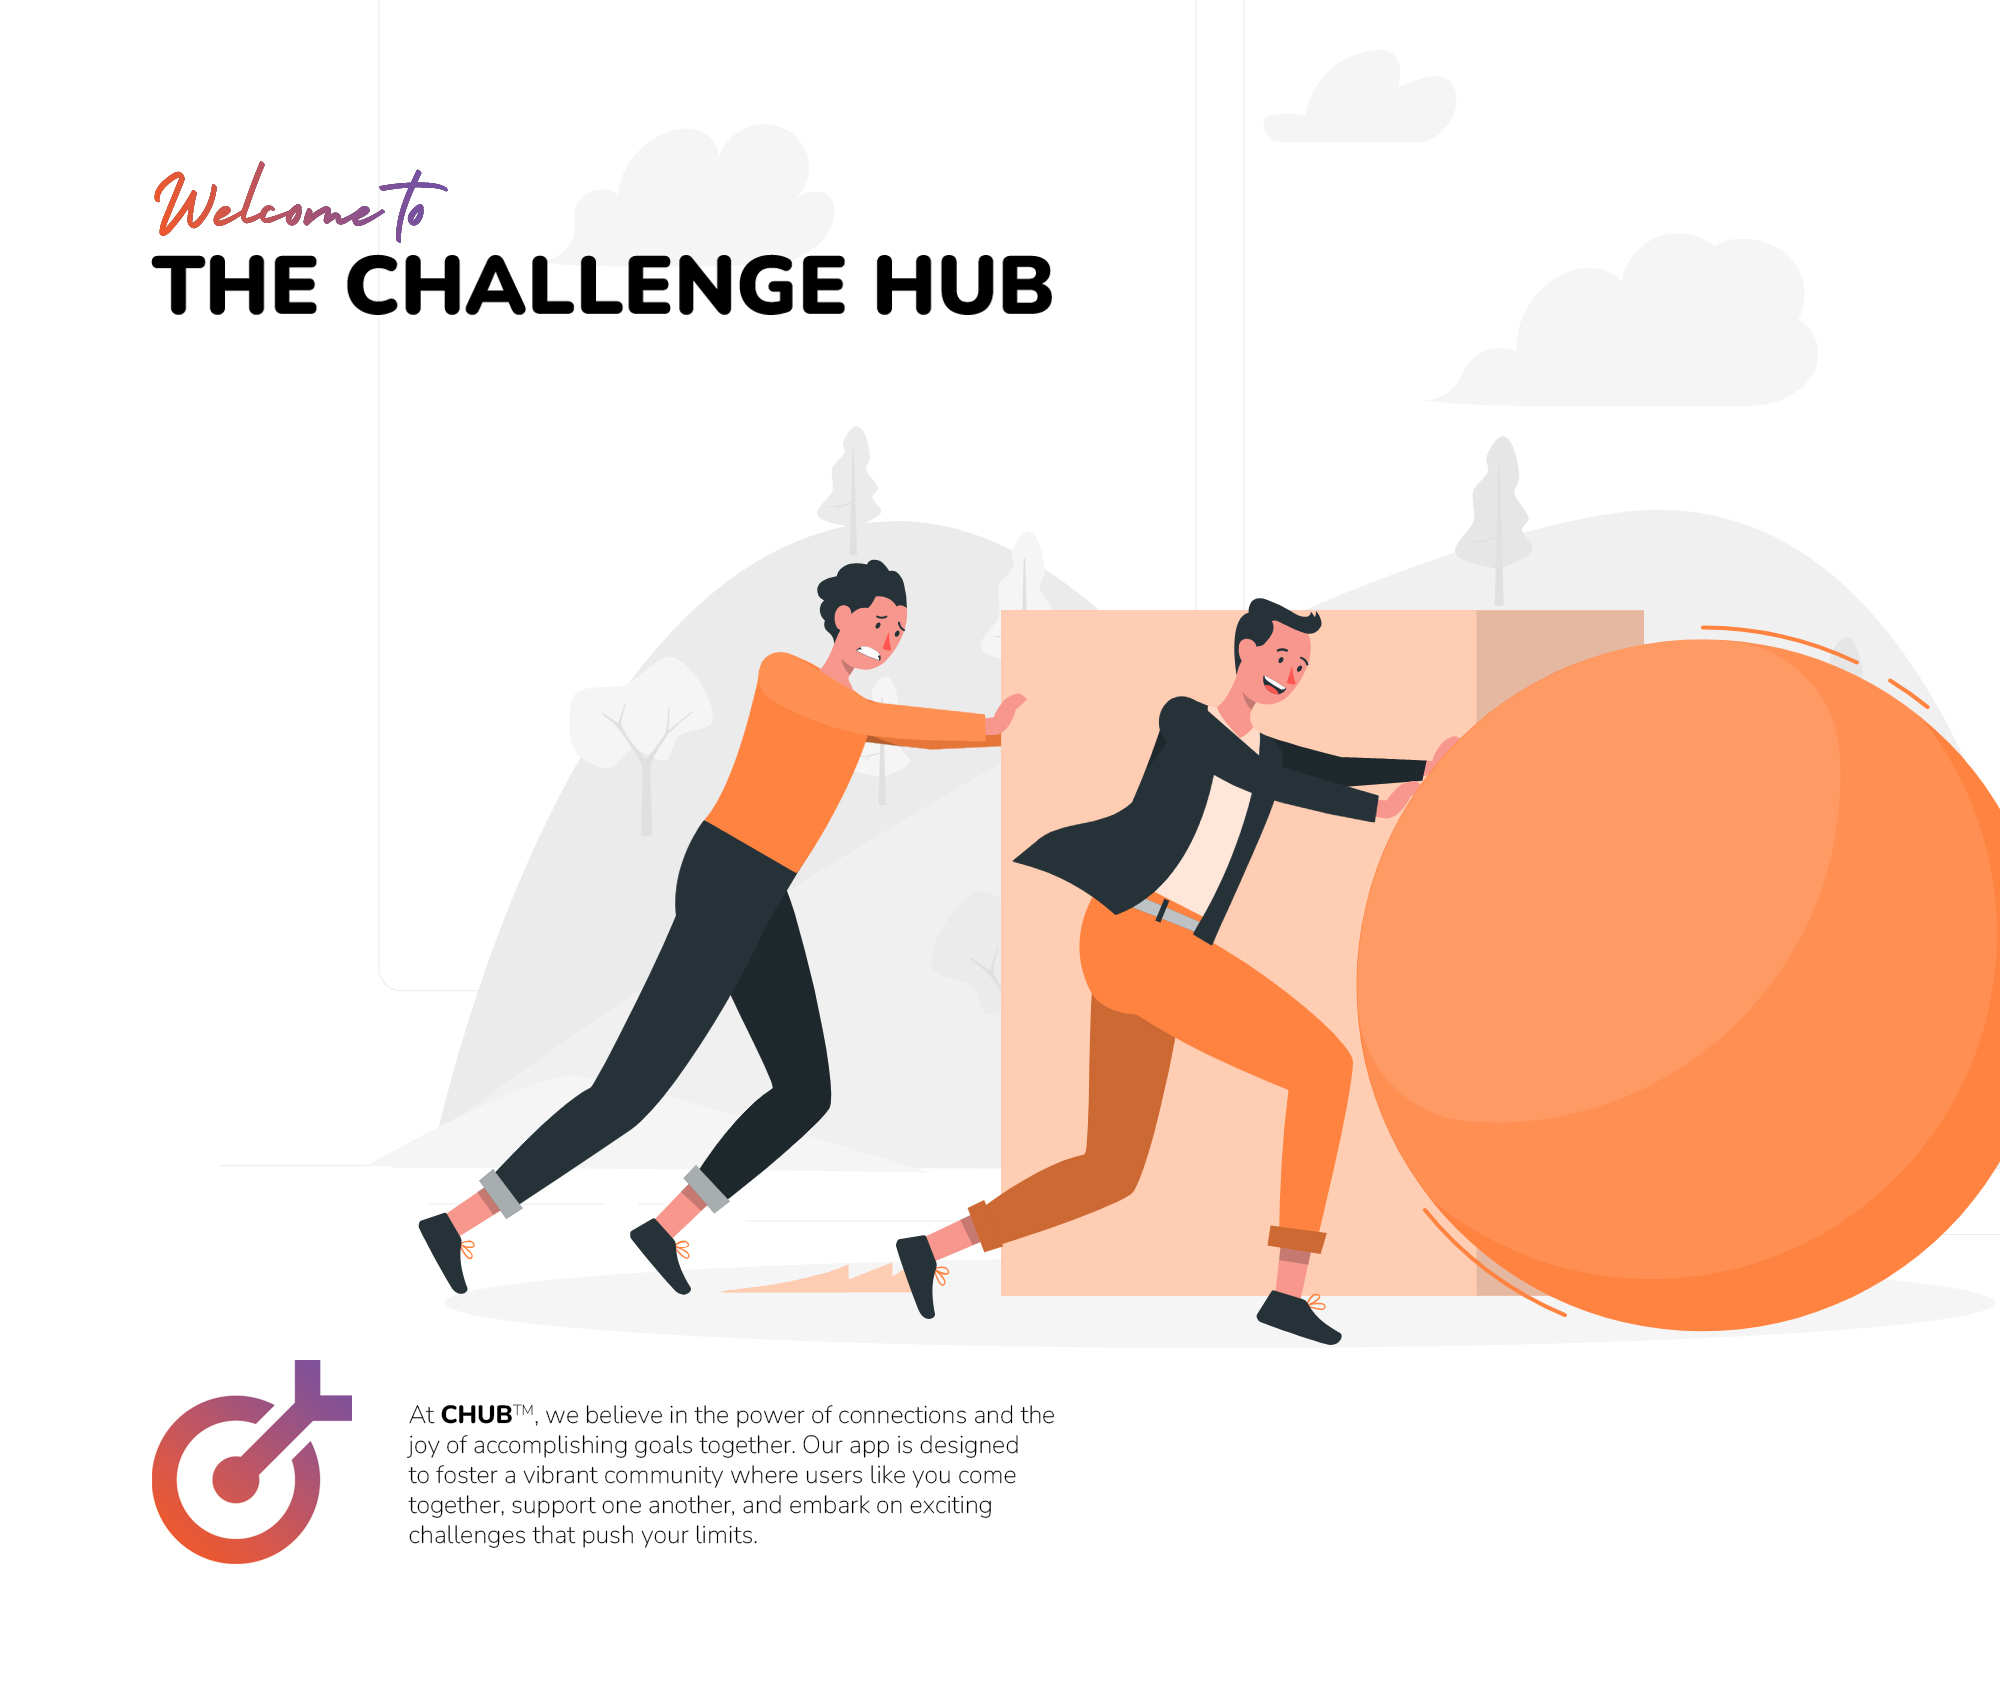 Welcome to
THE CHALLENGE HUB
At CHUB™, we believe in the power of connections and the
joy of accomplishing goals together. Our app is designed
to foster a vibrant community where users like you come
together, support one another, and embark on exciting
challenges that push your limits.